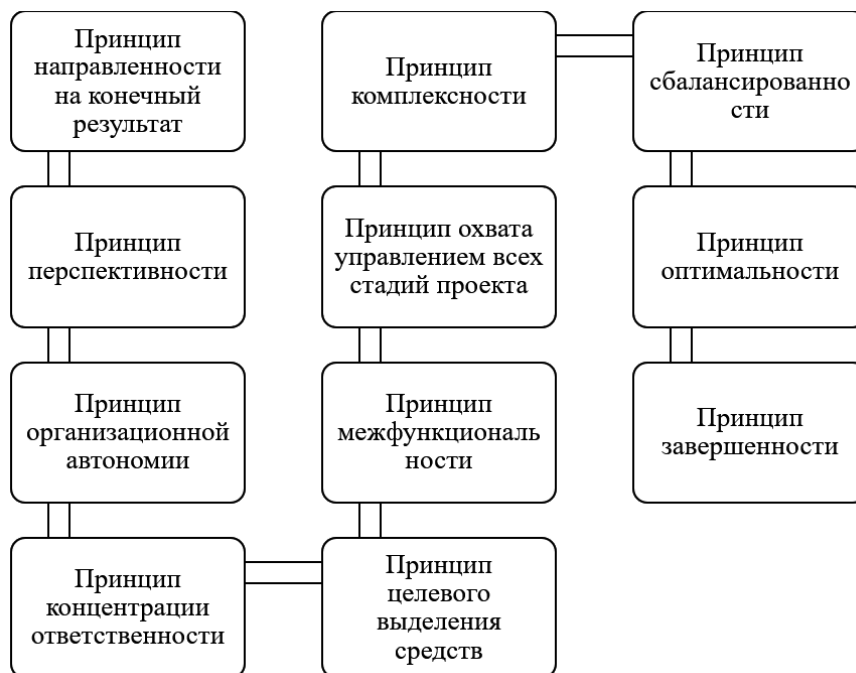 Принцип
направленности
на конечный
результат
Принцип
перспективности
Принцип
организационной
автономии
Принцип
концентрации
ответственности
Принцип
целевого
выделения
средств
Принцип
межфункциональ
ности
Принцип охвата
управлением всех
стадий проекта
Принцип
комплексности
Принцип
сбалансированно
сти
Принцип
оптимальности
Принцип
завершенности